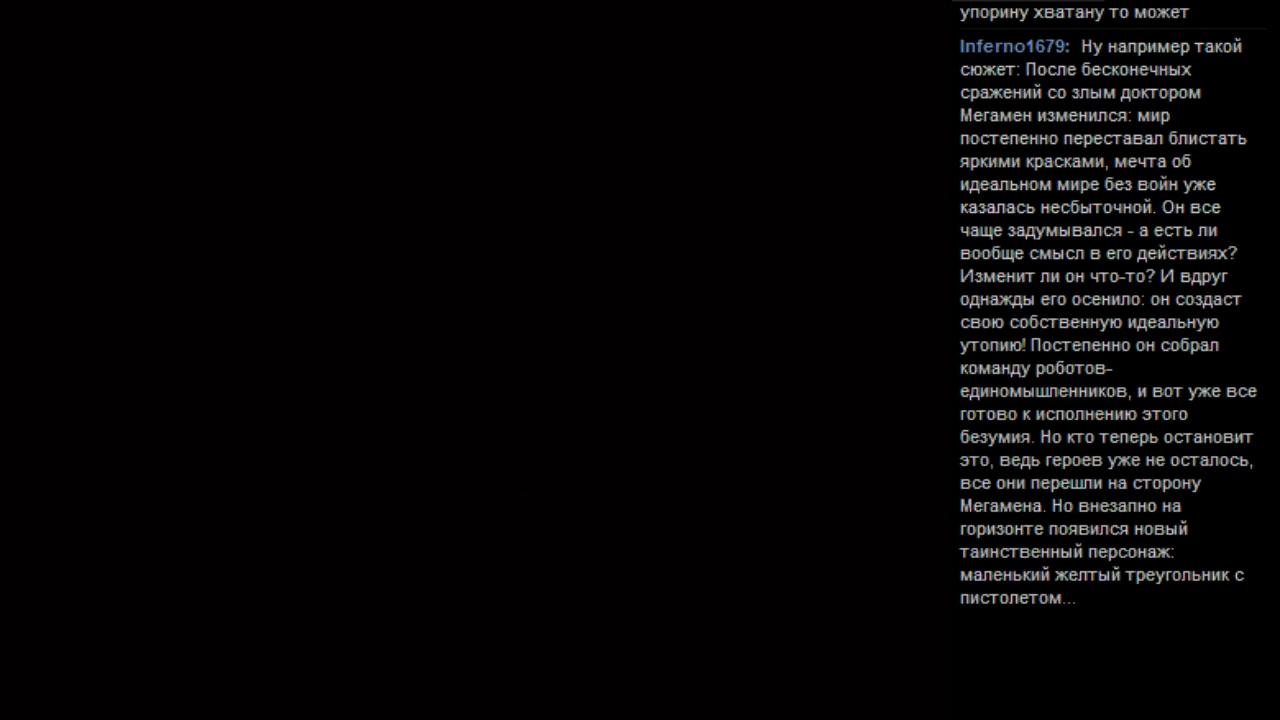 упорину хватану то может
Inferno1679: Ну например такой
сюжет: После бесконечных
сражений со злым доктором
Мегамен изменился: мир
постепенно переставал блистать
яркими красками, мечта об
идеальном мире без войн уже
казалась несбыточной. Он все
чаще задумывался - а есть ли
вообще смысл в его действиях?
Изменит ли он что-то? И вдруг
однажды его осенило: он создаст
свою собственную идеальную
утопию! Постепенно он собрал
команду роботов-
единомышленников, и вот уже все
готово к исполнению этого
безумия. Но кто теперь остановит
это, ведь героев уже не осталось,
все они перешли на сторону
Мегамена. Но внезапно на
горизонте появился новый
таинственный персонаж:
маленький желтый треугольник с
пистолетом...